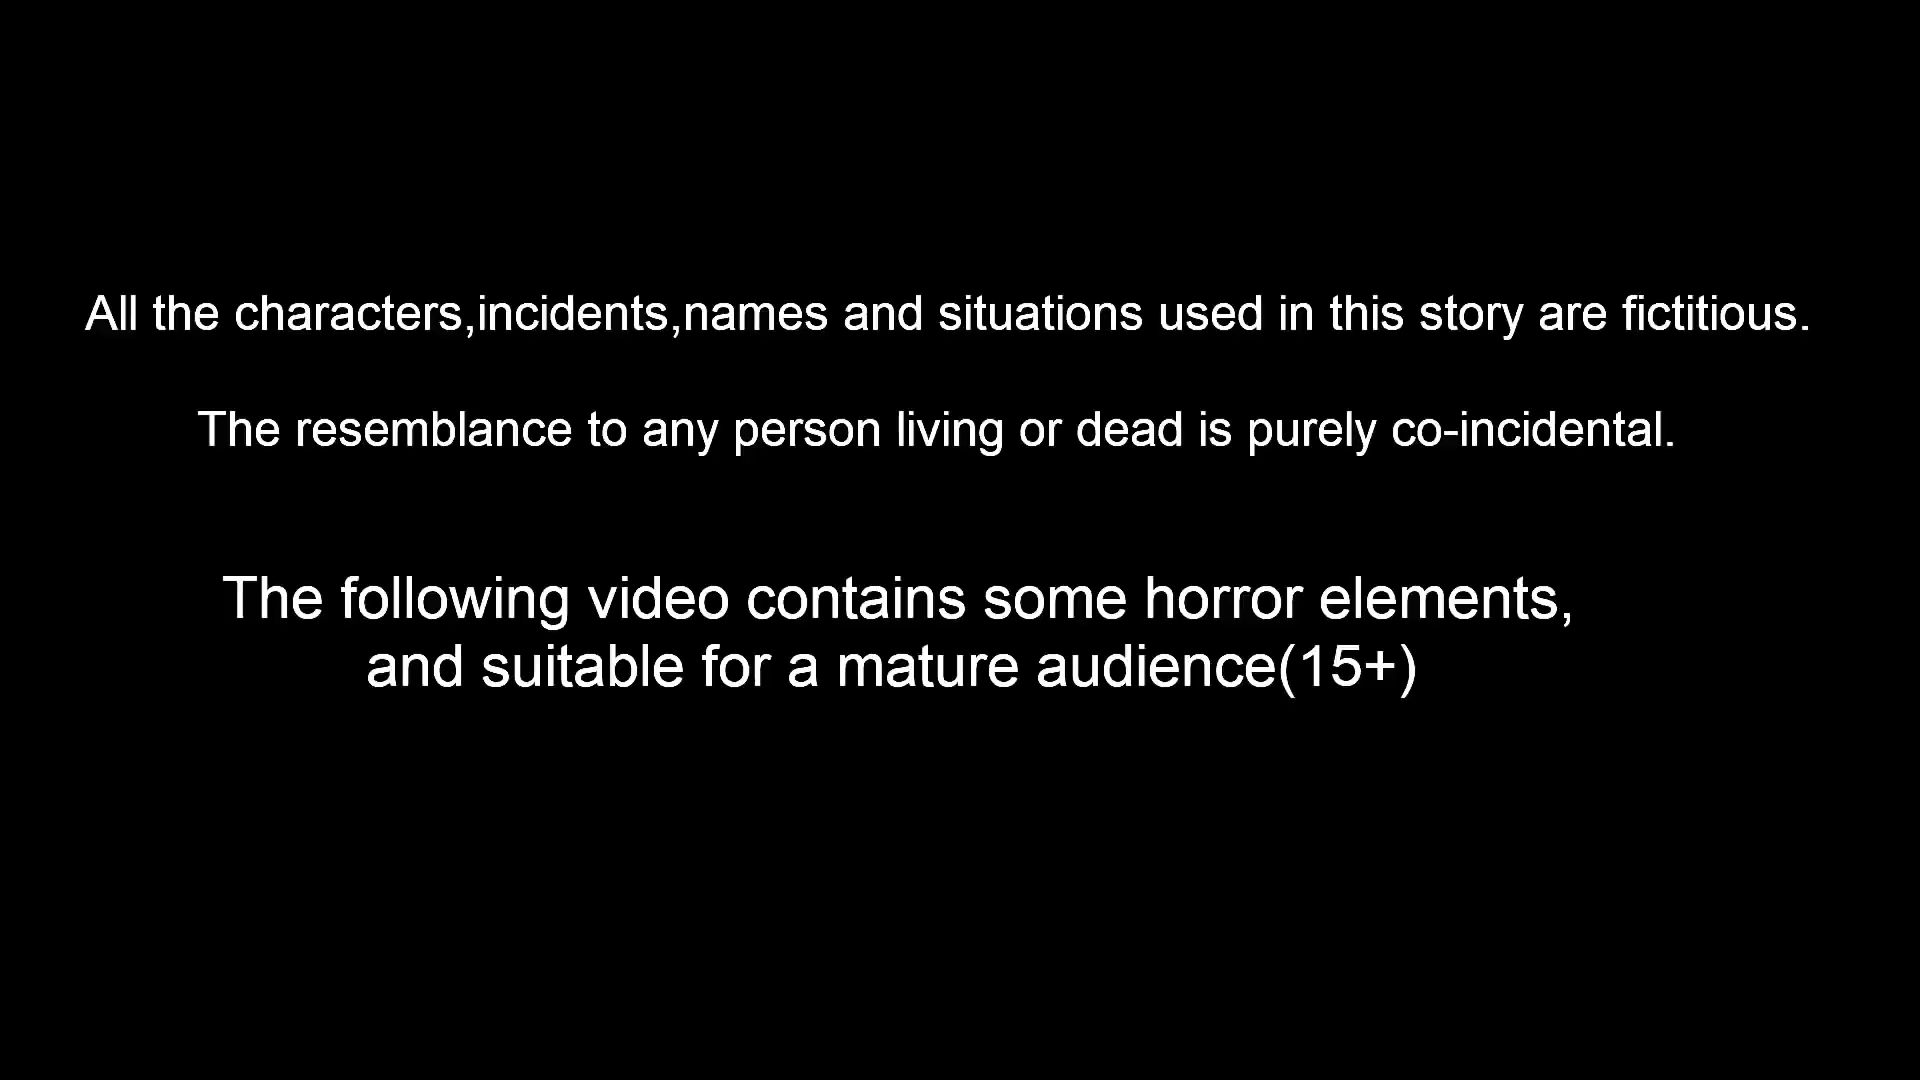 All the characters,incidents,names and situations used in this story are fictitious.
The resemblance to any person living or dead is purely co-incidental.
The following video contains some horror elements,
and suitable for a mature audience(15+)